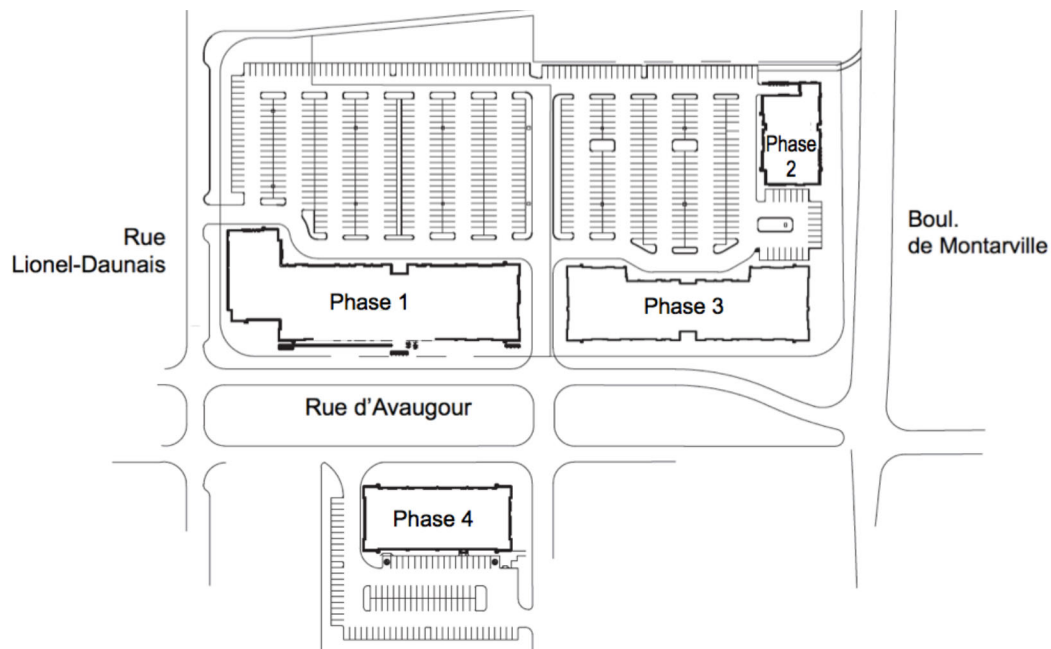 Phase
2
Rue
Lionel-Daunais
Boul.
de Montarville
Phase 1
Phase 3
Rue d'Avaugour
Phase 4